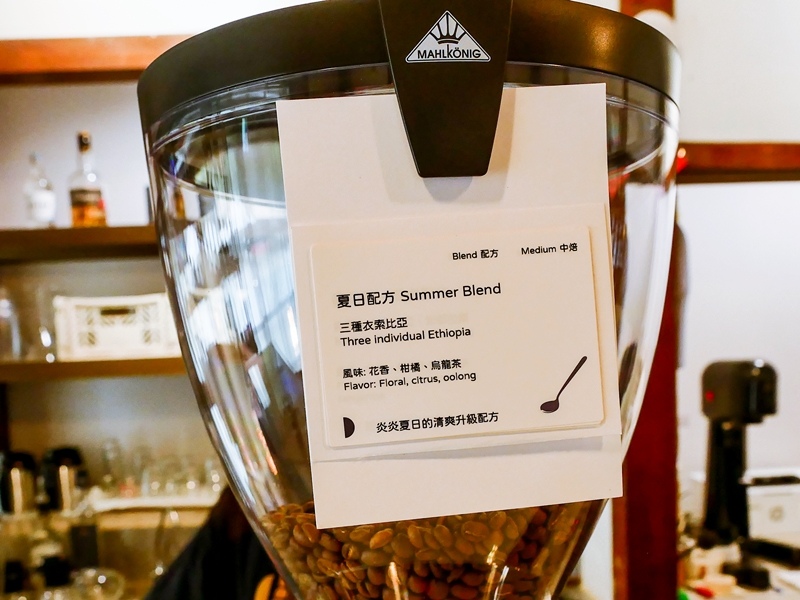 MAHLKÖNIG
Blend 配方 Medium 中焙
夏日配方 Summer Blend
三種衣索比亞
Three individual Ethiopia
風味: 花香、柑橘、烏龍茶
Flavor: Floral, citrus, oolong
炎炎夏日的清爽升級配方